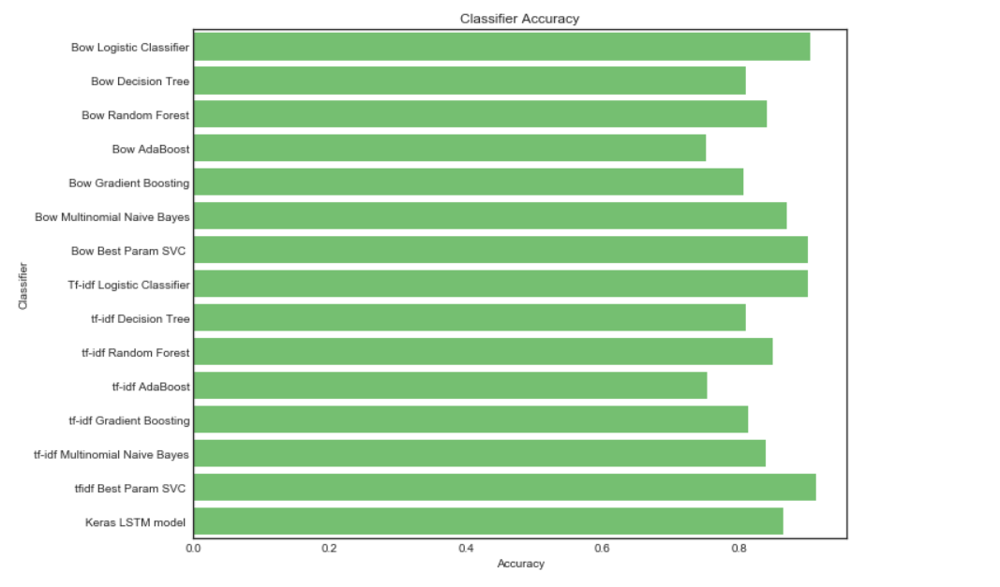 Classifier Accuracy
Bow Logistic Classifier
Bow Decision Tree
Bow Random Forest
Bow AdaBoost
Bow Gradient Boosting
Bow Multinomial Naive Bayes
Bow Best Param SVC
Tf-idf Logistic Classifier
tf-idf Decision Tree
tf-idf Random Forest
tf-idf AdaBoost
tf-idf Gradient Boosting
tf-idf Multinomial Naive Bayes
tfidf Best Param SVC
Keras LSTM model
Classifier
0.0 0.2 0.4 0.6 0.8
Accuracy